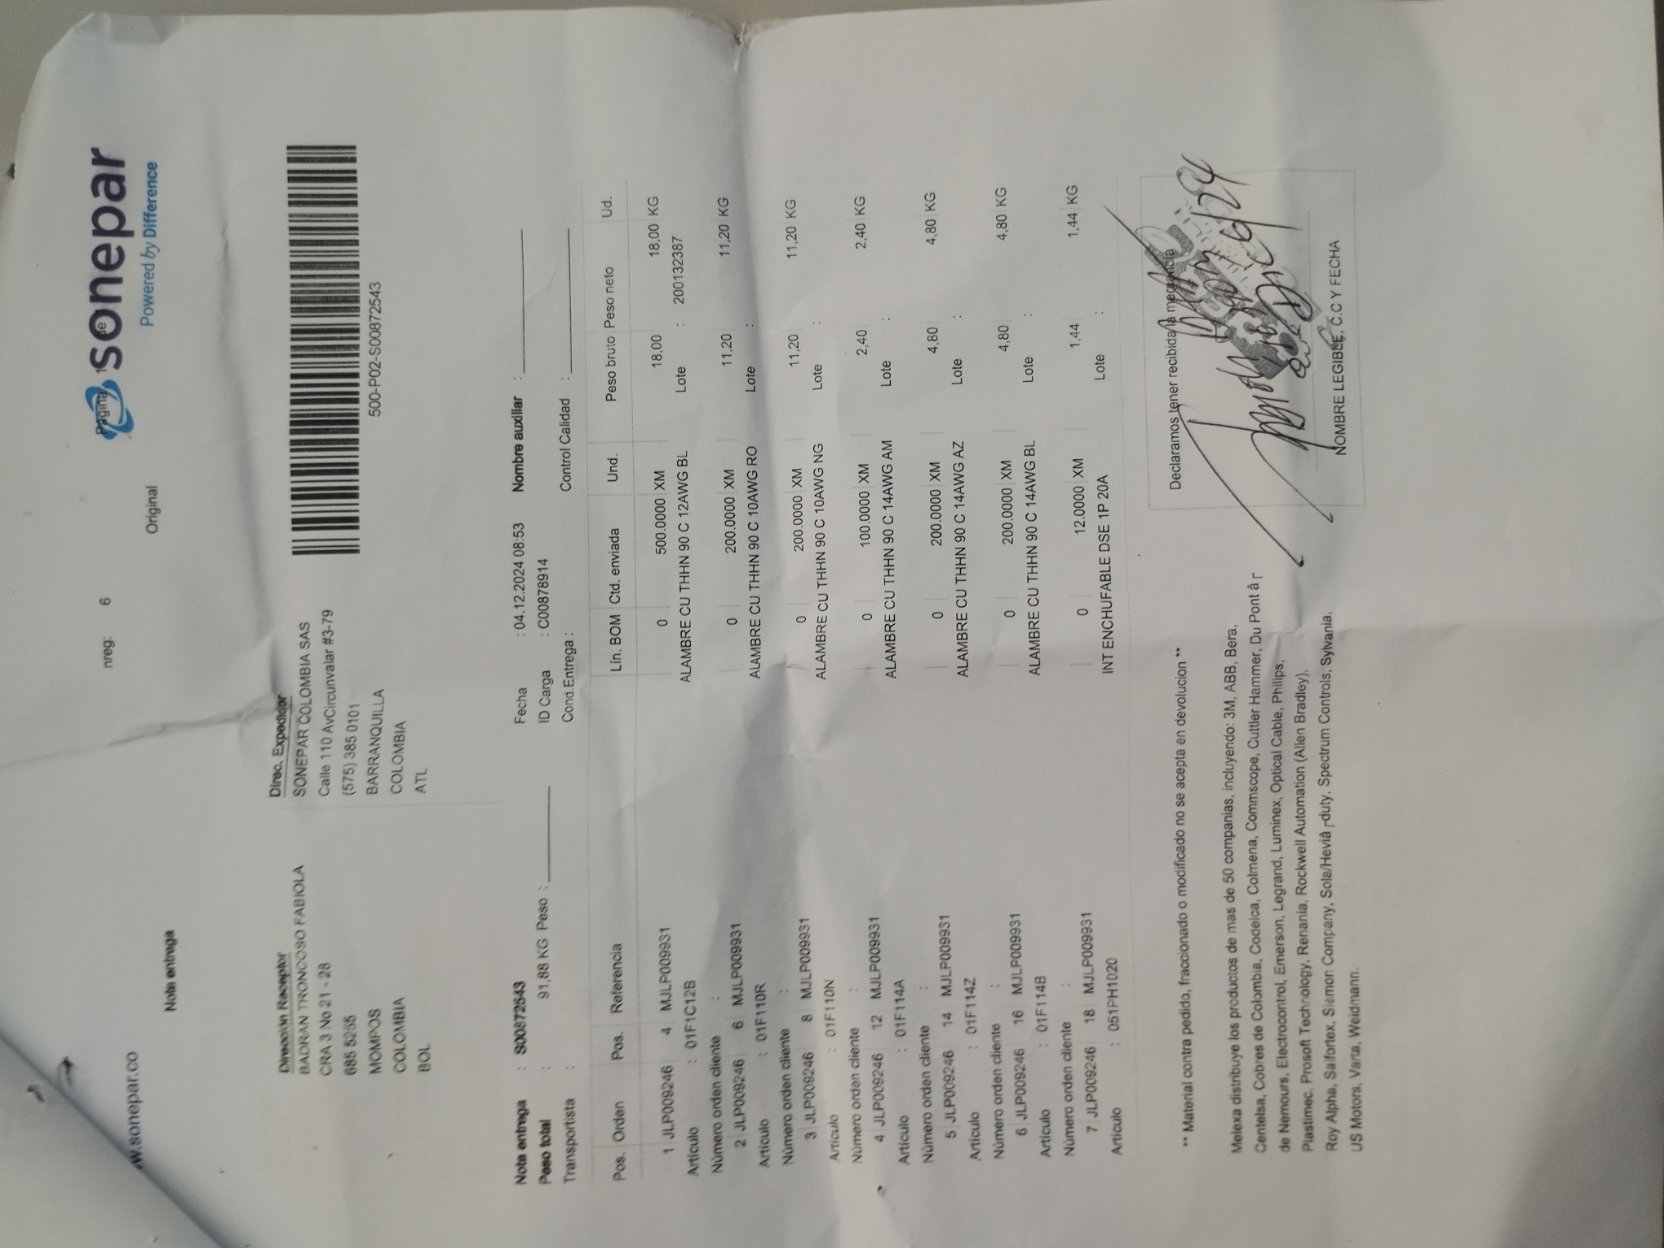 nreg: 6
Página 1 de
sonepar
Powered by Difference
Original
Nota entrega
w.sonepar.co
Direc. Expedidor
SONEPAR COLOMBIA SAS
Calle 110 AvCircunvalar #3-79
(575) 385 0101
BARRANQUILLA
COLOMBIA
ATL
500-P02-S00872543
Dirección Receptor
BADRAN TRONCOSO FABIOLA
CRA 3 No 21 - 28
685 5265
MOMPOS
COLOMBIA
BOL
Nota entrega : S00872543 Fecha : 04.12.2024 08:53 Nombre auxiliar :
Peso total : 91,88 KG Peso : ID Carga : C00878914
Transportista : Cond.Entrega : Control Calidad :
Pos. Orden Pos. Referencia Lin. BOM Ctd. enviada Und. Peso bruto Peso neto Ud.
1 JLP009246 4 MJLP009931 0 500.0000 XM 18,00 18,00 KG
Artículo : 01F1C12B ALAMBRE CU THHN 90 C 12AWG BL Lote : 200132387
Número orden cliente :
2 JLP009246 6 MJLP009931 0 200.0000 XM 11,20 11,20 KG
Artículo : 01F110R ALAMBRE CU THHN 90 C 10AWG RO Lote :
Número orden cliente :
3 JLP009246 8 MJLP009931 0 200.0000 XM 11,20 11,20 KG
Artículo : 01F110N ALAMBRE CU THHN 90 C 10AWG NG Lote :
Número orden cliente :
4 JLP009246 12 MJLP009931 0 100.0000 XM 2,40 2,40 KG
Artículo : 01F114A ALAMBRE CU THHN 90 C 14AWG AM Lote :
Número orden cliente :
5 JLP009246 14 MJLP009931 0 200.0000 XM 4,80 4,80 KG
Artículo : 01F114Z ALAMBRE CU THHN 90 C 14AWG AZ Lote :
Número orden cliente :
6 JLP009246 16 MJLP009931 0 200.0000 XM 4,80 4,80 KG
Artículo : 01F114B ALAMBRE CU THHN 90 C 14AWG BL Lote :
Número orden cliente :
7 JLP009246 18 MJLP009931 0 12.0000 XM 1,44 1,44 KG
Artículo : 051PH1020 INT ENCHUFABLE DSE 1P 20A Lote :
** Material contra pedido, fraccionado o modificado no se acepta en devolucion **
Declaramos tener recibida la mercancía
Dic 6/24
NOMBRE LEGIBLE, C.C Y FECHA
Melexa distribuye los productos de mas de 50 companias, incluyendo: 3M, ABB, Bera,
Centelsa, Cobres de Colombia, Codelca, Colmena, Commscope, Cuttler Hammer, Du Pont
de Nemours, Electrocontrol, Emerson, Legrand, Luminex, Optical Cable, Philips,
Plastimec, Prosoft Technology, Renania, Rockwell Automation (Allen Bradley),
Roy Alpha, Saifortex, Siemon Company, Sola/Heviâ duty, Spectrum Controls, Sylvania,
US Motors, Varta, Weidmann.